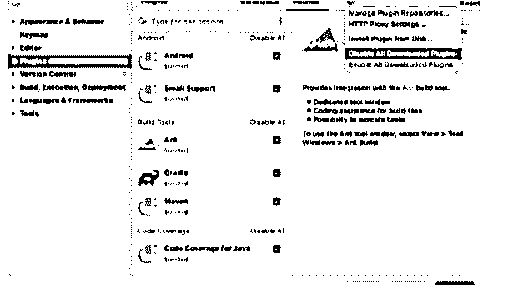 Type / to see options
Reset
Manage Plugin Repositories...
HTTP Proxy Settings...
Install Plugin from Disk...
Disable All Downloaded Plugins
Enable All Downloaded Plugins
Appearance & Behavior
Keymap
Editor
Version Control
Build, Execution, Deployment
Languages & Frameworks
Tools
Android
Disable All
Android
bundled
Smali Support
bundled
Build Tools
Disable All
Ant
bundled
Gradle
bundled
Maven
bundled
Code Coverage
Disable All
Code Coverage for Java
bundled
Provides integration with the Ant build tool.
Dedicated tool window
Coding assistance for build files
Possibility to execute tasks
To use the Ant tool window, select View > Tool
Windows > Ant Build